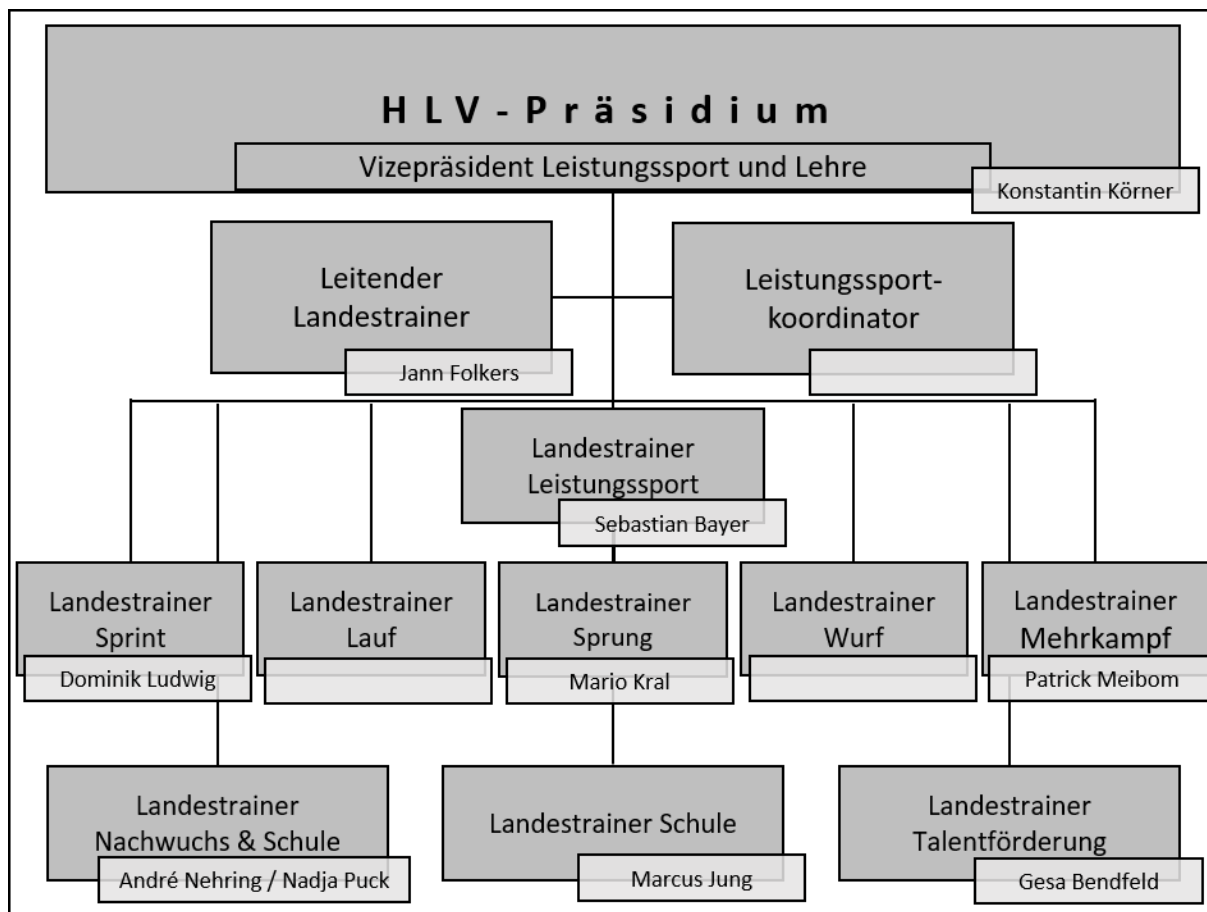 HLV-Präsidium
Vizepräsident Leistungssport und Lehre
Konstantin Körner
Leitender
Landestrainer
Jann Folkers
Leistungssport-
koordinator
Landestrainer
Leistungssport
Sebastian Bayer
Landestrainer
Sprint
Dominik Ludwig
Landestrainer
Lauf
Landestrainer
Sprung
Mario Kral
Landestrainer
Wurf
Landestrainer
Mehrkampf
Patrick Meibom
Landestrainer
Nachwuchs & Schule
André Nehring / Nadja Puck
Landestrainer Schule
Marcus Jung
Landestrainer
Talentförderung
Gesa Bendfeld